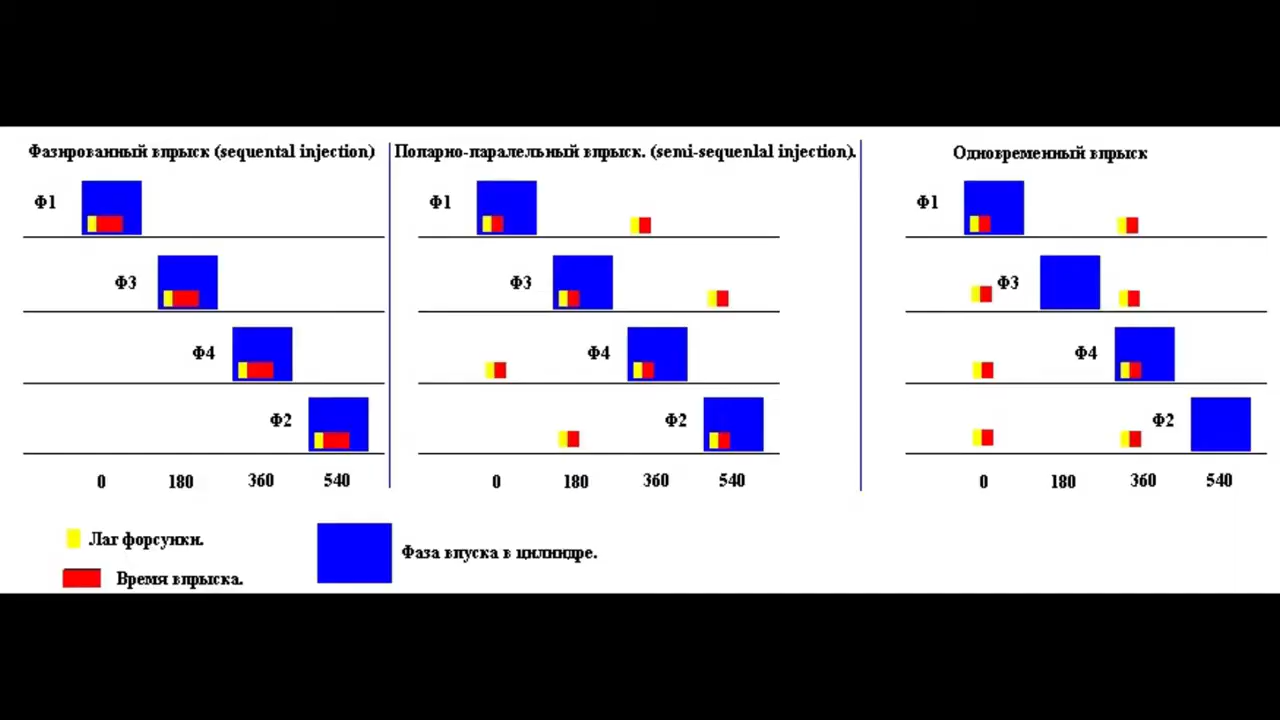 Фазированный впрыск (sequental injection)
Попарно-паралельный впрыск. (semi-sequenlal injection).
Одновременный впрыск
Ф1
Ф3
Ф4
Ф2
0 180 360 540
Ф1
Ф3
Ф4
Ф2
0 180 360 540
Ф1
Ф3
Ф4
Ф2
0 180 360 540
Лаг форсунки.
Время впрыска.
Фаза впуска в цилиндре.